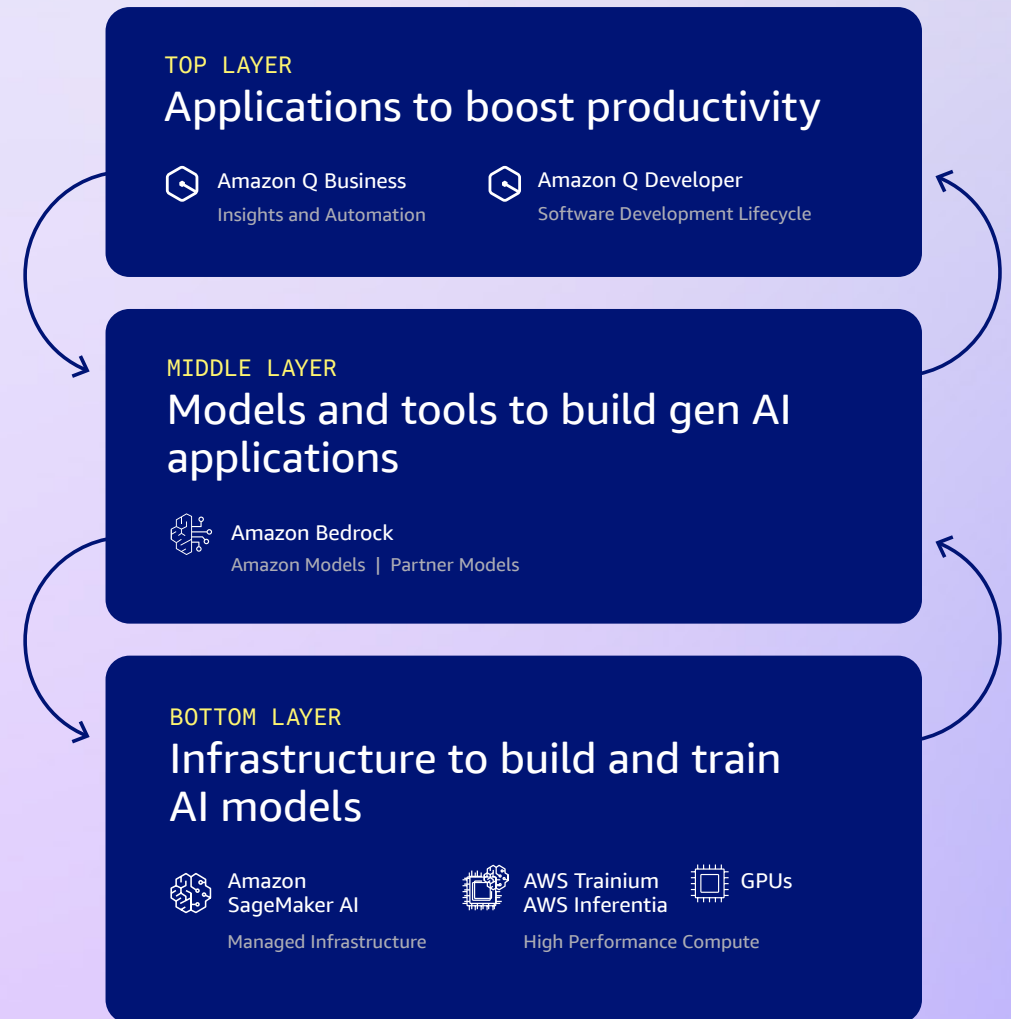 TOP LAYER
Applications to boost productivity
Amazon Q Business
Insights and Automation
Amazon Q Developer
Software Development Lifecycle
MIDDLE LAYER
Models and tools to build gen AI
applications
Amazon Bedrock
Amazon Models | Partner Models
BOTTOM LAYER
Infrastructure to build and train
AI models
Amazon
SageMaker AI
Managed Infrastructure
AWS Trainium
AWS Inferentia
GPUs
High Performance Compute